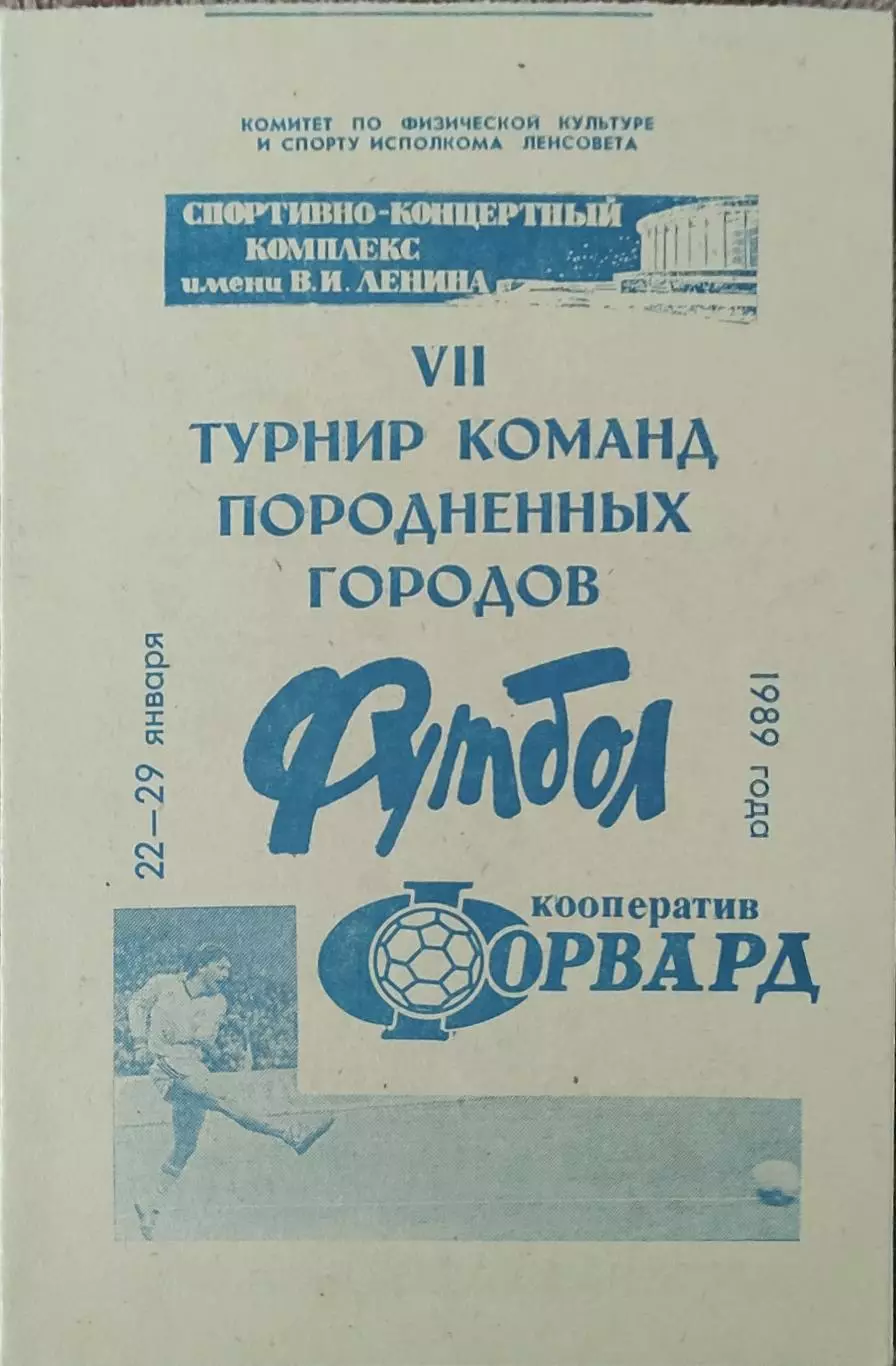 КОМИТЕТ ПО ФИЗИЧЕСКОЙ КУЛЬТУРЕ
И СПОРТУ ИСПОЛКОМА ЛЕНСОВЕТА
СПОРТИВНО-КОНЦЕРТНЫЙ
КОМПЛЕКС
имени В.И. ЛЕНИНА
VII
ТУРНИР КОМАНД
ПОРОДНЕННЫХ
ГОРОДОВ
22—29 января
Футбол
1989 года
кооператив
ФОРВАРД